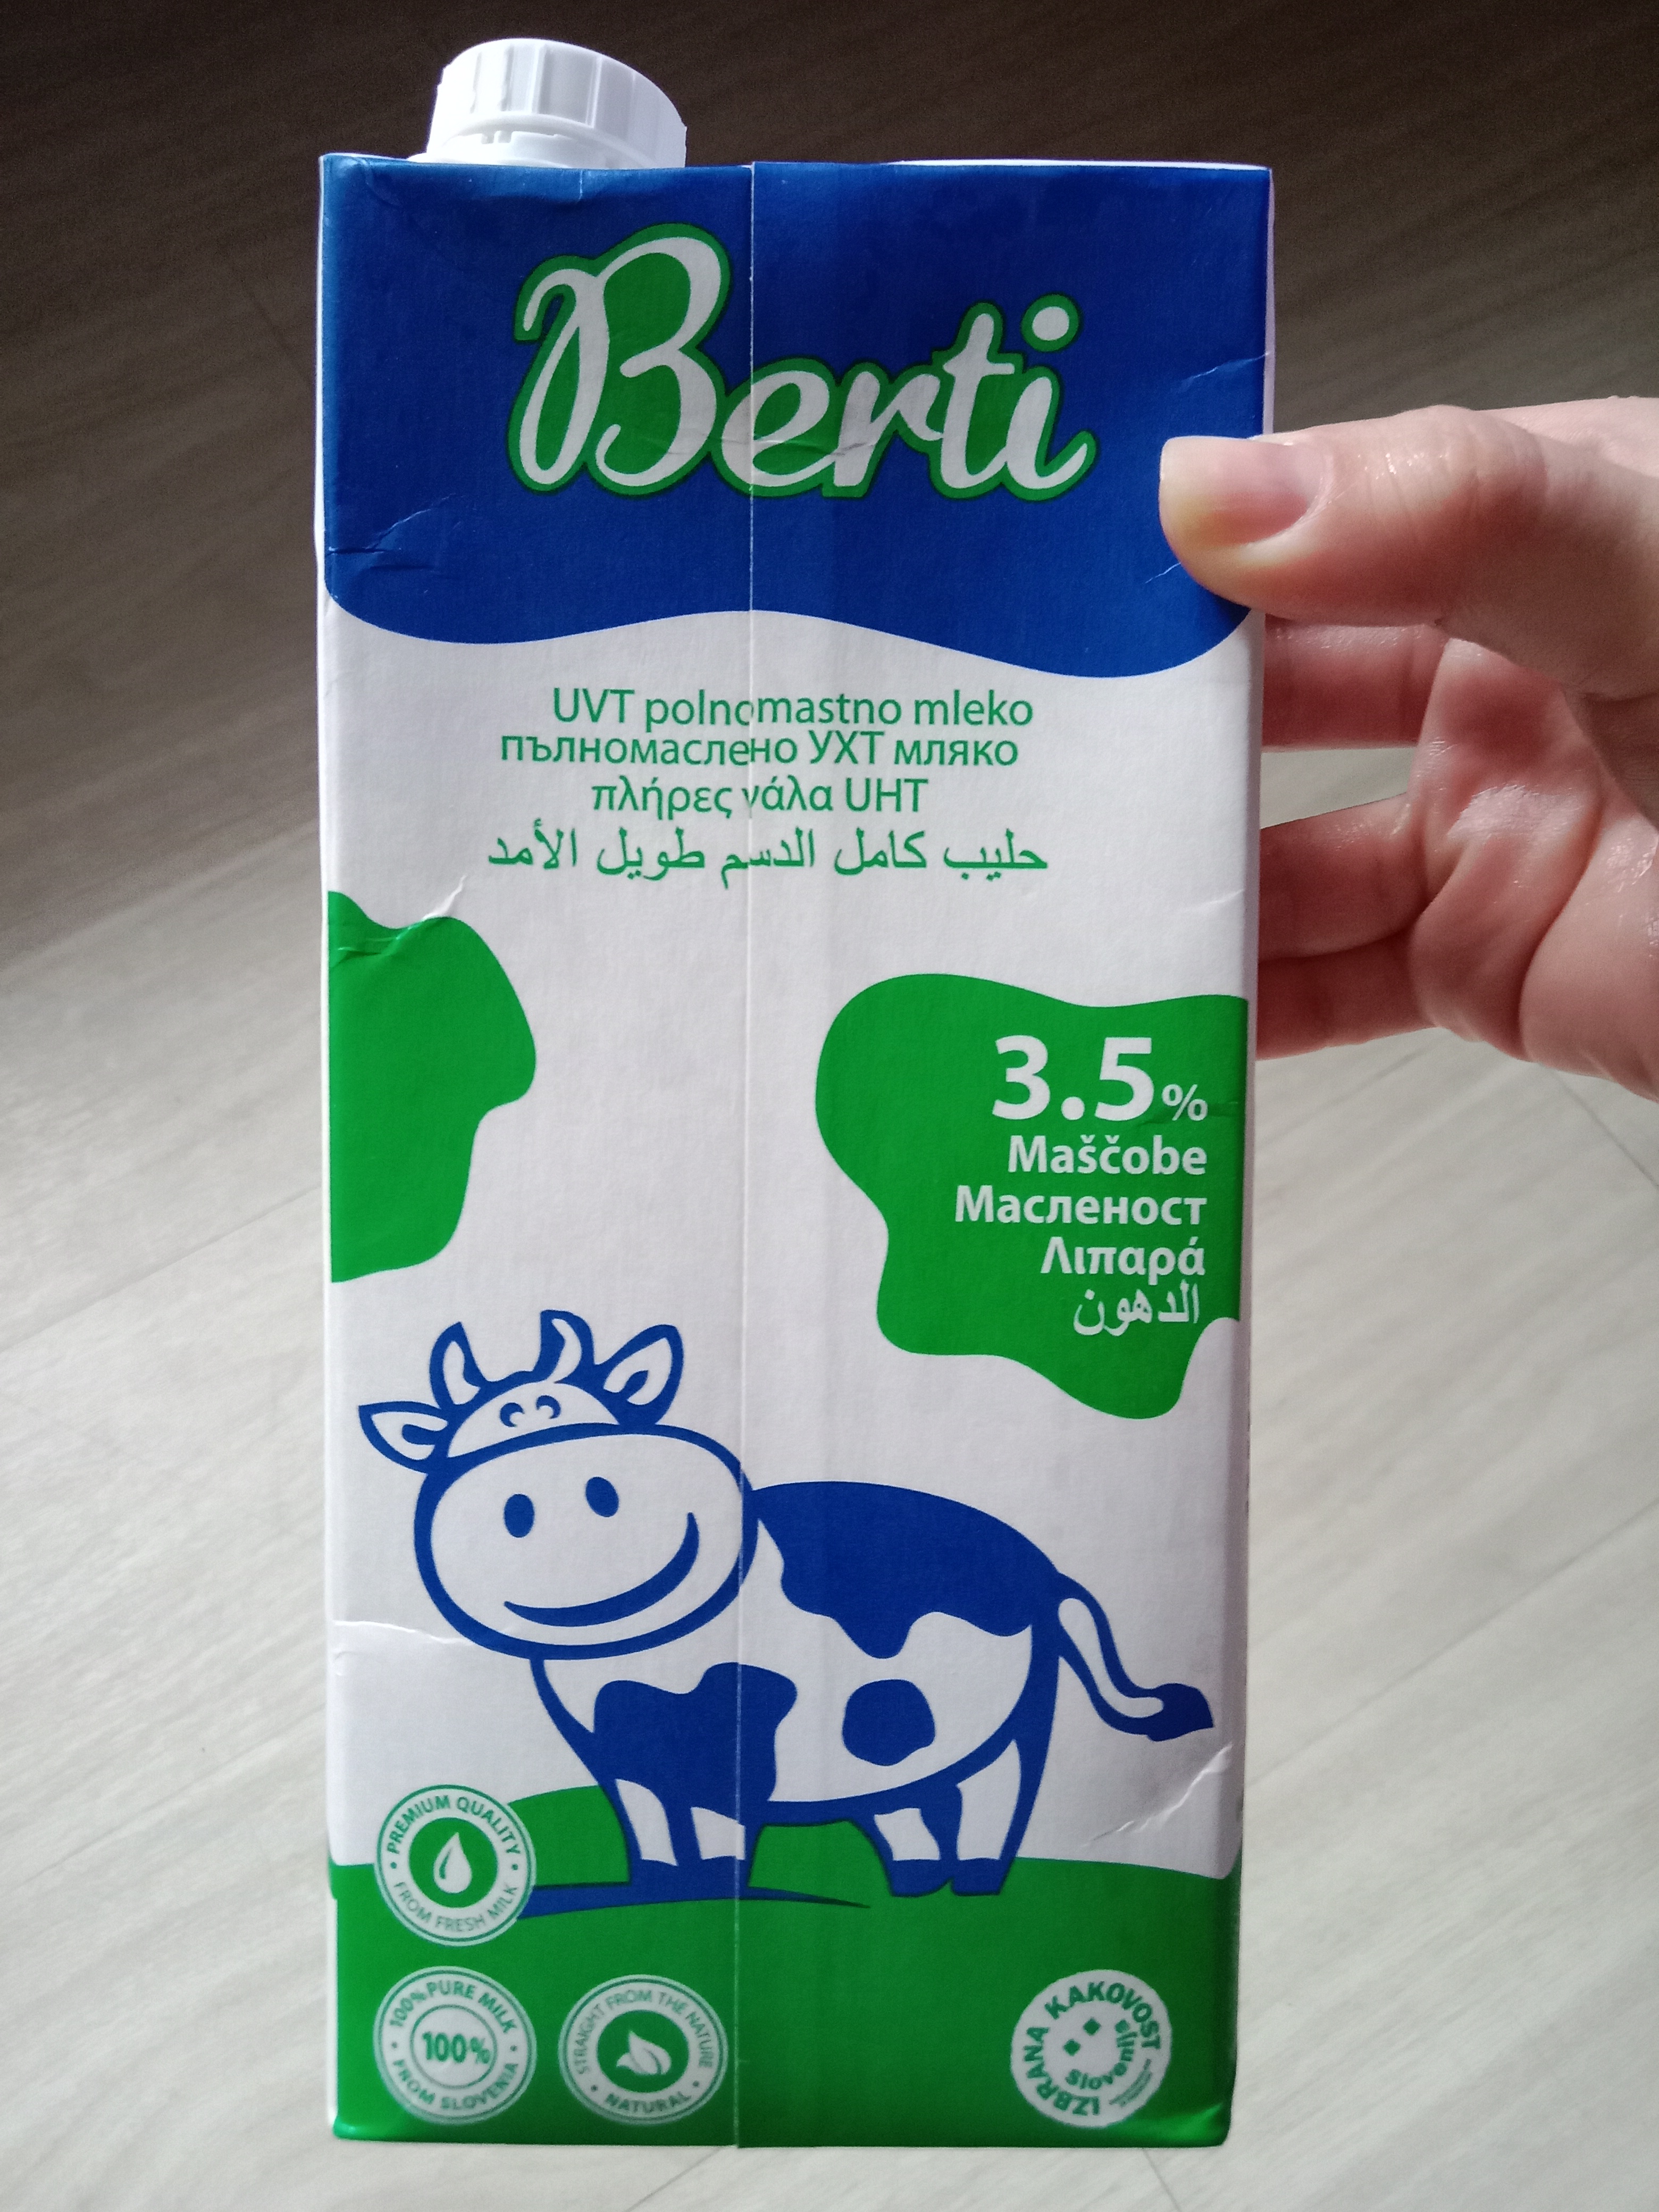 Berti
UVT polnomastno mleko
пълномаслено УХТ мляко
πλήρες γάλα UHT
حليب كامل الدسم طويل الأمد
3.5%
Maščobe
Масленост
Λιπαρά
الدهون
PREMIUM QUALITY
FROM FRESH MILK
100% PURE MILK
100%
FROM SLOVENIA
STRAIGHT FROM THE NATURE
NATURAL
IZBRANA KAKOVOST
Slovenija